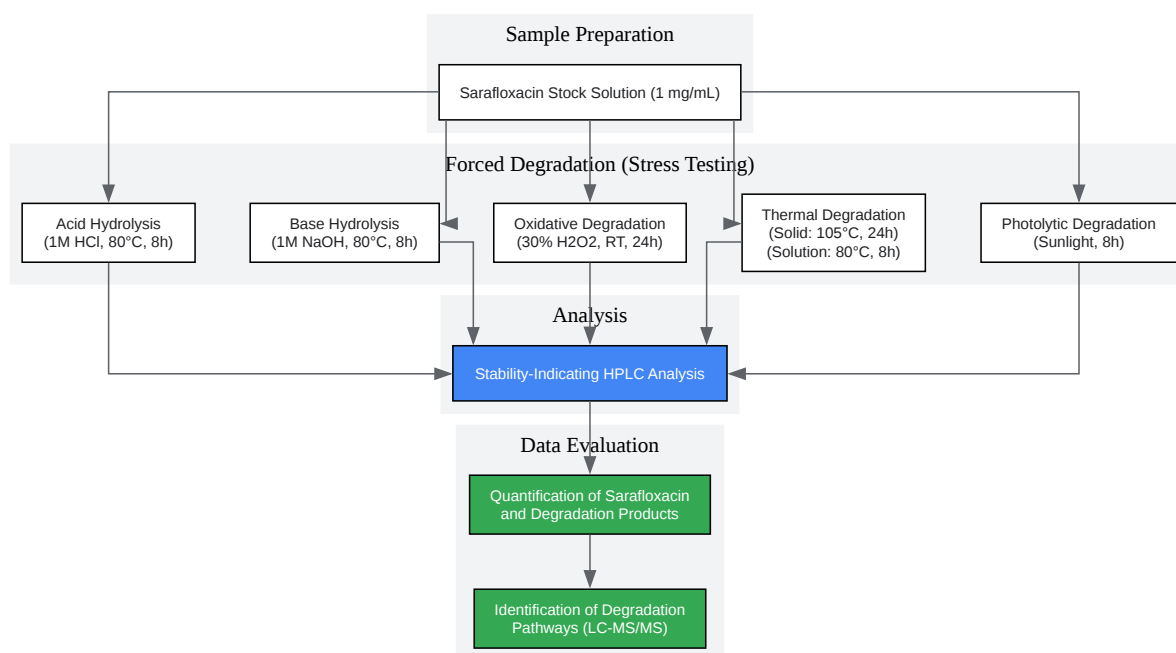 Sample Preparation
Sarafloxacin Stock Solution (1 mg/mL)
Forced Degradation (Stress Testing)
Acid Hydrolysis
(1M HCl, 80°C, 8h)
Base Hydrolysis
(1M NaOH, 80°C, 8h)
Oxidative Degradation
(30% H2O2, RT, 24h)
Thermal Degradation
(Solid: 105°C, 24h)
(Solution: 80°C, 8h)
Photolytic Degradation
(Sunlight, 8h)
Analysis
Stability-Indicating HPLC Analysis
Data Evaluation
Quantification of Sarafloxacin
and Degradation Products
Identification of Degradation
Pathways (LC-MS/MS)